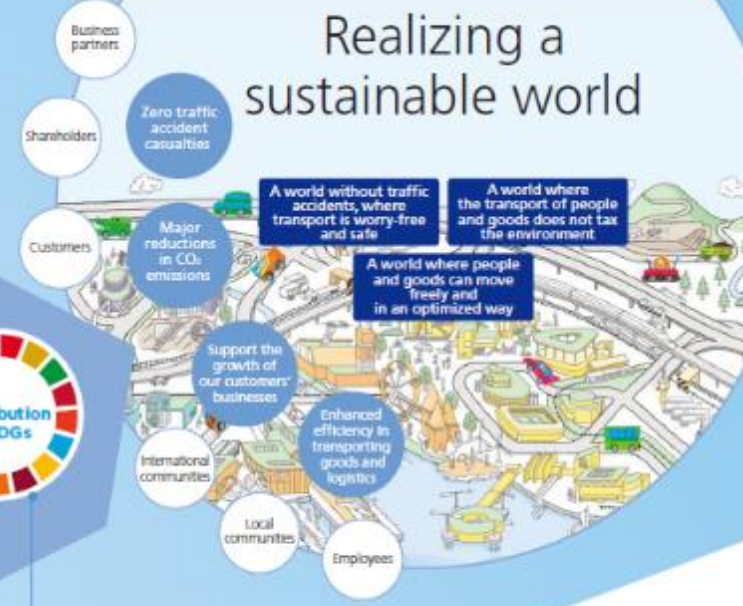 Business
partners
Realizing a
sustainable world
Shareholders
Zero traffic
accident
casualties
A world without traffic
accidents, where
transport is worry-free
and safe
A world where
the transport of people
and goods does not tax
the environment
Customers
Major
reductions
in CO₂
emissions
A world where people
and goods can move
freely and
in an optimized way
Support the
growth of
our customers'
businesses
bution
DGs
Enhanced
efficiency in
transporting
goods and
logistics
International
communities
Local
communities
Employees